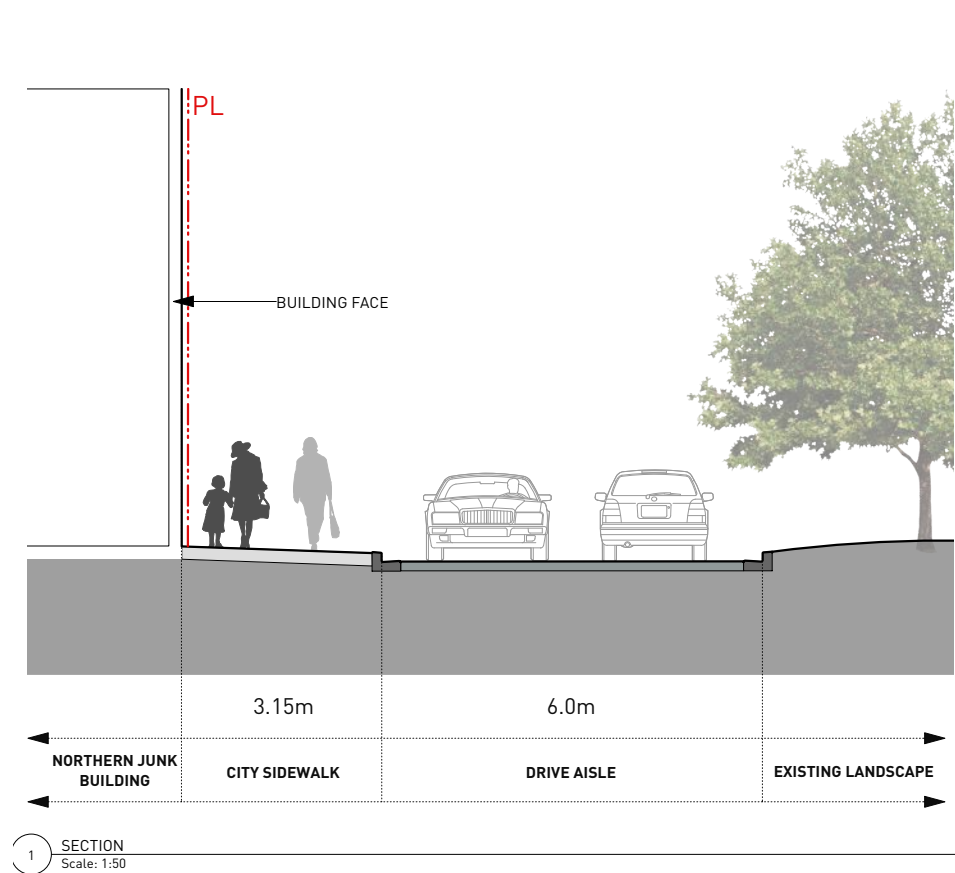 PL
BUILDING FACE
3.15m
6.0m
NORTHERN JUNK
BUILDING
CITY SIDEWALK
DRIVE AISLE
EXISTING LANDSCAPE
1
SECTION
Scale: 1:50